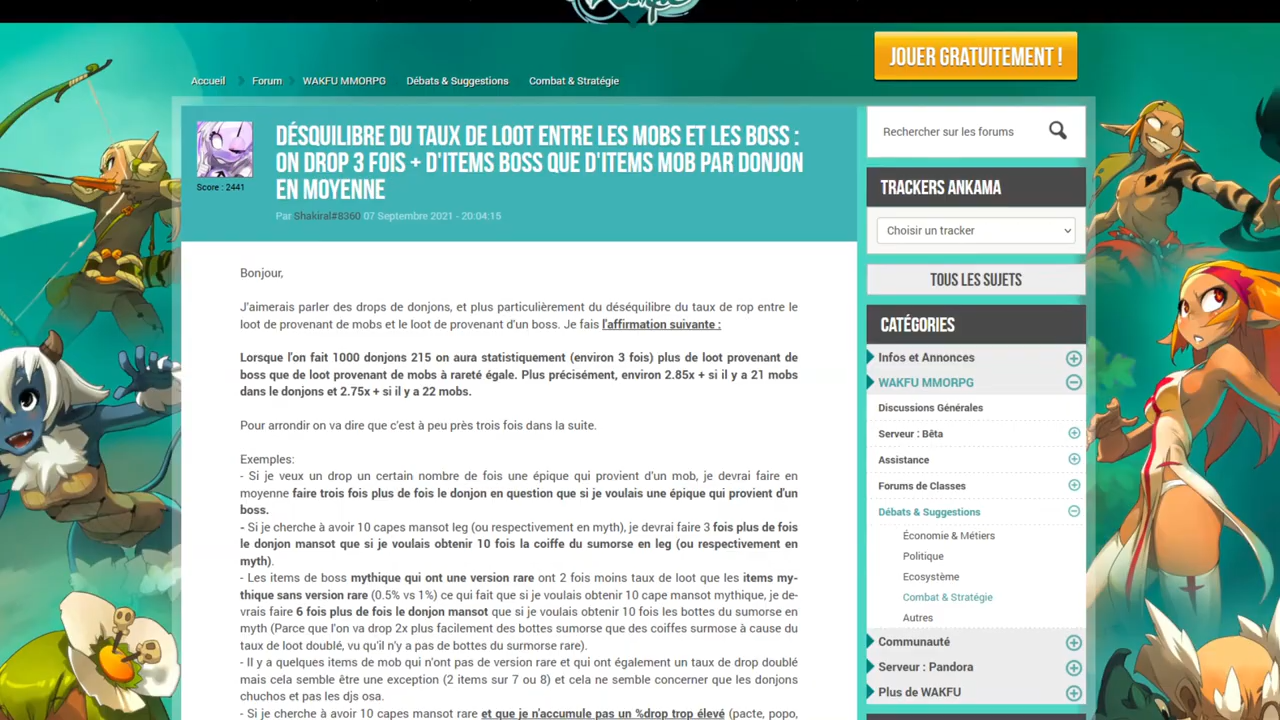 JOUER GRATUITEMENT !
Accueil
Forum
WAKFU MMORPG
Débats & Suggestions
Combat & Stratégie
DÉSQUILIBRE DU TAUX DE LOOT ENTRE LES MOBS ET LES BOSS :
ON DROP 3 FOIS + D'ITEMS BOSS QUE D'ITEMS MOB PAR DONJON
EN MOYENNE
Score : 2441
Par Shakiral#8360 07 Septembre 2021 - 20:04:15
Bonjour,
J'aimerais parler des drops de donjons, et plus particulièrement du déséquilibre du taux de rop entre le
loot de provenant de mobs et le loot de provenant d'un boss. Je fais l'affirmation suivante :
Lorsque l'on fait 1000 donjons 215 on aura statistiquement (environ 3 fois) plus de loot provenant de
boss que de loot provenant de mobs à rareté égale. Plus précisément, environ 2.85x + si il y a 21 mobs
dans le donjons et 2.75x + si il y a 22 mobs.
Pour arrondir on va dire que c'est à peu près trois fois dans la suite.
Exemples:
- Si je veux un drop un certain nombre de fois une épique qui provient d'un mob, je devrai faire en
moyenne faire trois fois plus de fois le donjon en question que si je voulais une épique qui provient d'un
boss.
- Si je cherche à avoir 10 capes mansot leg (ou respectivement en myth), je devrai faire 3 fois plus de fois
le donjon mansot que si je voulais obtenir 10 fois la coiffe du sumorse en leg (ou respectivement en
myth).
- Les items de boss mythique qui ont une version rare ont 2 fois moins taux de loot que les items my-
thique sans version rare (0.5% vs 1%) ce qui fait que si je voulais obtenir 10 cape mansot mythique, je de-
vrais faire 6 fois plus de fois le donjon mansot que si je voulais obtenir 10 fois les bottes du sumorse en
myth (Parce que l'on va drop 2x plus facilement des bottes sumorse que des coiffes surmose à cause du
taux de loot doublé, vu qu'il n'y a pas de bottes du surmorse rare).
- Il y a quelques items de mob qui n'ont pas de version rare et qui ont également un taux de drop doublé
mais cela semble être une exception (2 items sur 7 ou 8) et cela ne semble concerner que les donjons
chuchos et pas les djs osa.
- Si je cherche à avoir 10 capes mansot rare et que je n'accumule pas un %drop trop élevé (pacte, popo,
Rechercher sur les forums
TRACKERS ANKAMA
Choisir un tracker
TOUS LES SUJETS
CATÉGORIES
Infos et Annonces
WAKFU MMORPG
Discussions Générales
Serveur : Bêta
Assistance
Forums de Classes
Débats & Suggestions
Économie & Métiers
Politique
Ecosystème
Combat & Stratégie
Autres
Communauté
Serveur : Pandora
Plus de WAKFU